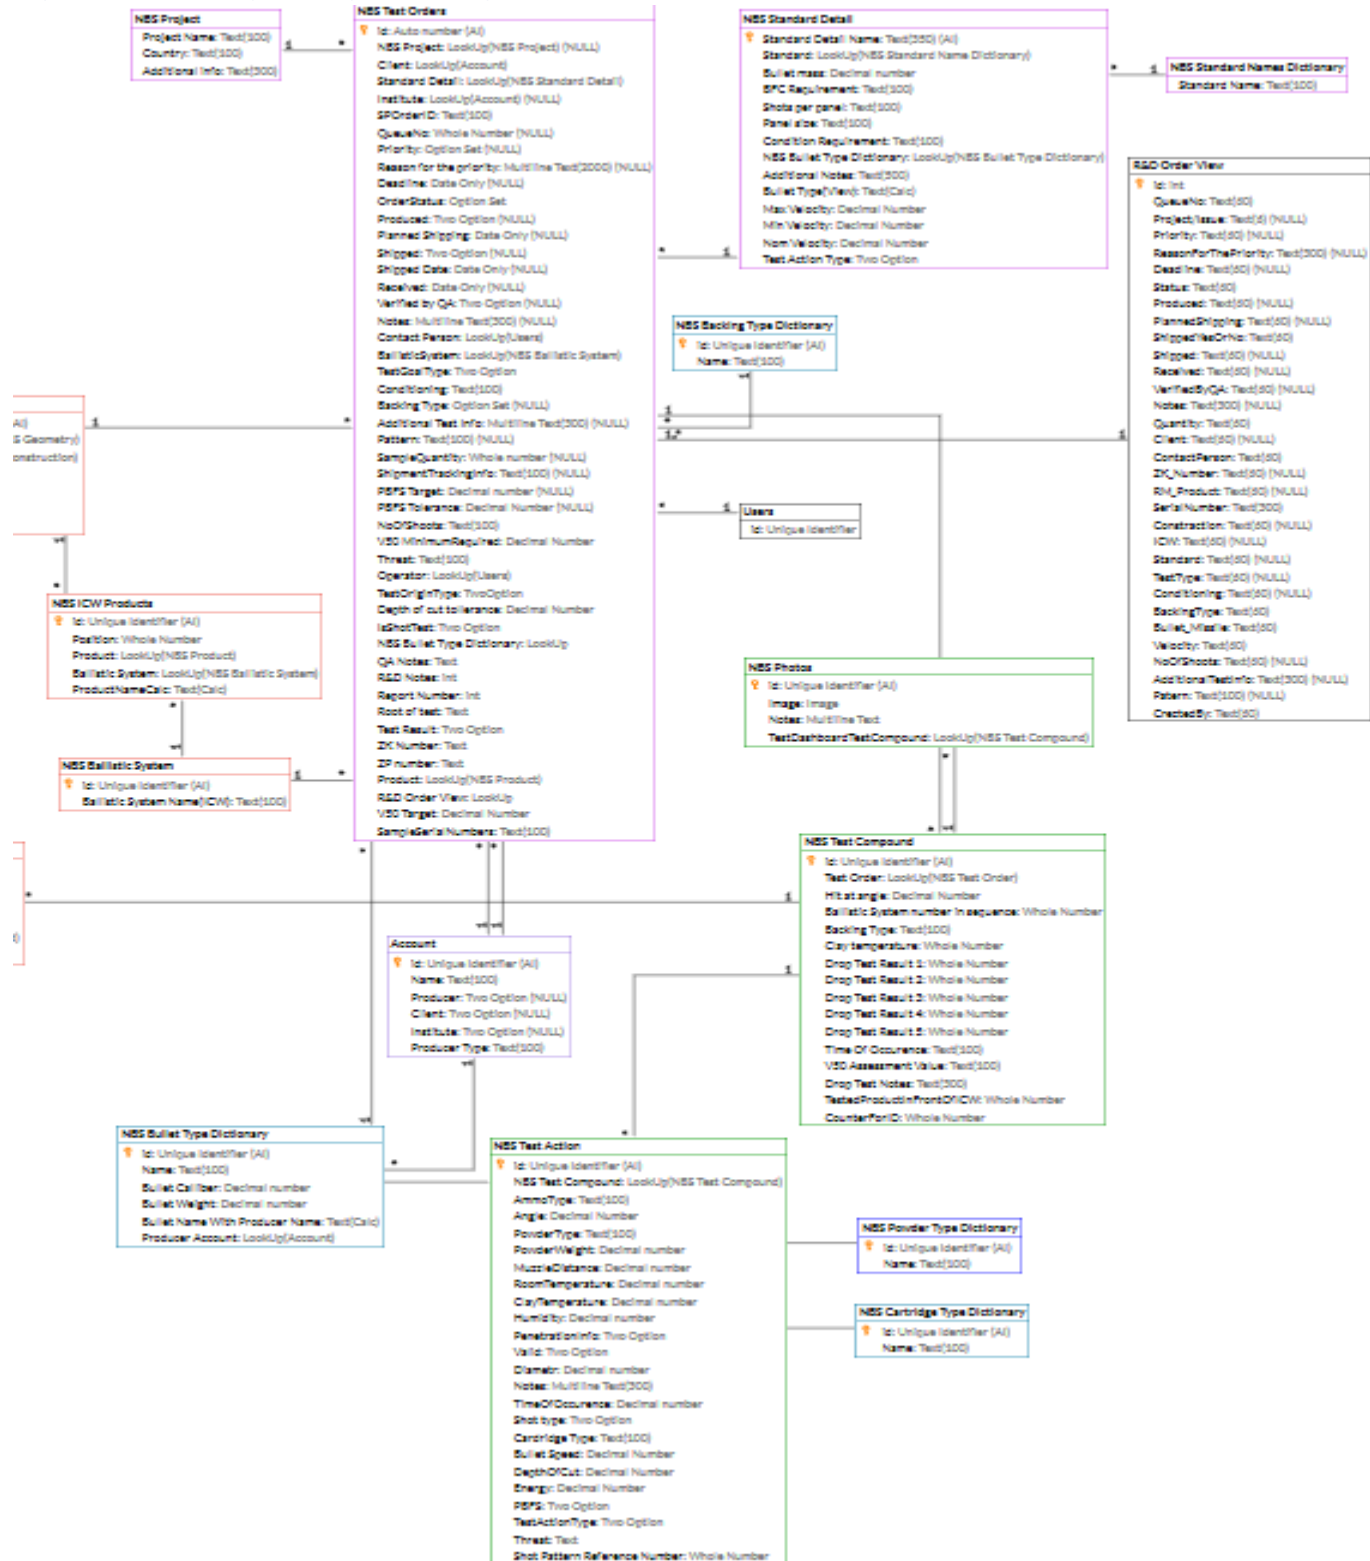 NBS Project
Project Name: Text(100)
Country: Text(100)
Additional Info: Text(300)
1
*
NBS Test Orders
Id: Auto number (AI)
NBS Project: LookUp(NBS Project) (NULL)
Client: LookUp(Account)
Standard Detail: LookUp(NBS Standard Detail)
Institute: LookUp(Account) (NULL)
SPOrderID: Text(100)
QueueNo: Whole Number (NULL)
Priority: Option Set (NULL)
Reason for the priority: Multiline Text(2000) (NULL)
Deadline: Date Only (NULL)
OrderStatus: Option Set
Produced: Two Option (NULL)
Planned Shipping: Date Only (NULL)
Shipped: Two Option (NULL)
Shipped Date: Date Only (NULL)
Received: Date Only (NULL)
Verified by QA: Two Option (NULL)
Notes: Multiline Text(300) (NULL)
Contact Person: LookUp(Users)
BallisticSystem: LookUp(NBS Ballistic System)
TestGoalType: Two Option
Conditioning: Text(100)
Backing Type: Option Set (NULL)
Additional Test Info: Multiline Text(300) (NULL)
Pattern: Text(100) (NULL)
SampleQuantity: Whole number (NULL)
ShipmentTrackingInfo: Text(100) (NULL)
PBFS Target: Decimal number (NULL)
PBFS Tolerance: Decimal Number (NULL)
NoOfShoots: Text(100)
V50 MinimumRequired: Decimal Number
Threat: Text(100)
Operator: LookUp(Users)
TestOriginType: TwoOption
Depth of cut tollerance: Decimal Number
IsShotTest: Two Option
NBS Bullet Type Dictionary: LookUp
QA Notes: Text
R&D Notes: Int
Report Number: Int
Root of test: Text
Test Result: Two Option
ZK Number: Text
ZP number: Text
Product: LookUp(NBS Product)
R&D Order View: LookUp
V50 Target: Decimal Number
SampleSerialNumbers: Text(100)
NBS Standard Detail
Standard Detail Name: Text(350) (AI)
Standard: LookUp(NBS Standard Name Dictionary)
Bullet mass: Decimal number
BFC Requirement: Text(100)
Shots per panel: Text(100)
Panel size: Text(100)
Condition Requirement: Text(100)
NBS Bullet Type Dictionary: LookUp(NBS Bullet Type Dictionary)
Additional Notes: Text(500)
Bullet Type(View): Text(Calc)
Max Velocity: Decimal Number
Min Velocity: Decimal Number
Nom Velocity: Decimal Number
Test Action Type: Two Option
*
1
NBS Standard Names Dictionary
Standard Name: Text(100)
R&D Order View
Id: Int
QueueNo: Text(60)
Project/Issue: Text(6) (NULL)
Priority: Text(60) (NULL)
ReasonForThePriority: Text(300) (NULL)
Deadline: Text(60) (NULL)
Status: Text(60)
Produced: Text(60) (NULL)
PlannedShipping: Text(60) (NULL)
ShippedYesOrNo: Text(60)
Shipped: Text(60) (NULL)
Received: Text(60) (NULL)
VerifiedByQA: Text(60) (NULL)
Notes: Text(300) (NULL)
Quantity: Text(60)
Client: Text(60) (NULL)
ContactPerson: Text(60)
ZK_Number: Text(60) (NULL)
RM_Product: Text(60) (NULL)
SerialNumber: Text(300)
Construction: Text(60) (NULL)
ICW: Text(60) (NULL)
Standard: Text(60) (NULL)
TestType: Text(60) (NULL)
Conditioning: Text(60) (NULL)
BackingType: Text(60)
Bullet_Missile: Text(60)
Velocity: Text(60)
NoOfShoots: Text(60) (NULL)
AdditionalTestInfo: Text(300) (NULL)
Patern: Text(100) (NULL)
CreatedBy: Text(60)
NBS Backing Type Dictionary
Id: Unique Identifier (AI)
Name: Text(100)
AI)
S Geometry)
onstruction)
Users
Id: Unique Identifier
NBS ICW Products
Id: Unique Identifier (AI)
Position: Whole Number
Product: LookUp(NBS Product)
Ballistic System: LookUp(NBS Ballistic System)
ProductNameCalc: Text(Calc)
NBS Ballistic System
Id: Unique Identifier (AI)
Ballistic System Name(ICW): Text(100)
NBS Photos
Id: Unique Identifier (AI)
Image: Image
Notes: Multiline Text
TestDashboardTestCompound: LookUp(NBS Test Compound)
NBS Test Compound
Id: Unique Identifier (AI)
Test Order: LookUp(NBS Test Order)
Hit at angle: Decimal Number
Ballistic System number in sequence: Whole Number
Backing Type: Text(100)
Clay temperature: Whole Number
Drop Test Result 1: Whole Number
Drop Test Result 2: Whole Number
Drop Test Result 3: Whole Number
Drop Test Result 4: Whole Number
Drop Test Result 5: Whole Number
Time Of Occurence: Text(100)
V50 Assessment Value: Text(100)
Drop Test Notes: Text(300)
TestedProductInFrontOfICW: Whole Number
CounterForID: Whole Number
Account
Id: Unique Identifier (AI)
Name: Text(100)
Producer: Two Option (NULL)
Client: Two Option (NULL)
Institute: Two Option (NULL)
Producer Type: Text(100)
NBS Bullet Type Dictionary
Id: Unique Identifier (AI)
Name: Text(100)
Bullet Caliber: Decimal number
Bullet Weight: Decimal number
Bullet Name With Producer Name: Text(Calc)
Producer Account: LookUp(Account)
NBS Test Action
Id: Unique Identifier (AI)
NBS Test Compound: LookUp(NBS Test Compound)
AmmoType: Text(100)
Angle: Decimal Number
PowderType: Text(100)
PowderWeight: Decimal number
MuzzleDistance: Decimal number
RoomTemperature: Decimal number
ClayTemperature: Decimal number
Humidity: Decimal number
PenetrationInfo: Two Option
Valid: Two Option
Diametr: Decimal number
Notes: Multiline Text(300)
TimeOfOccurence: Decimal number
Shot type: Two Option
Cardridge Type: Text(100)
Bullet Speed: Decimal Number
DepthOfCut: Decimal Number
Energy: Decimal Number
PBFS: Two Option
TestActionType: Two Option
Threat: Text
Shot Pattern Reference Number: Whole Number
NBS Powder Type Dictionary
Id: Unique Identifier (AI)
Name: Text(100)
NBS Cartridge Type Dictionary
Id: Unique Identifier (AI)
Name: Text(100)